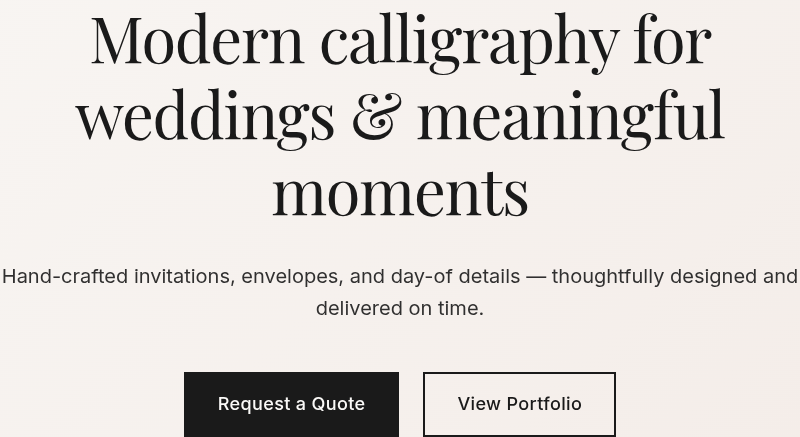 Modern calligraphy for
weddings & meaningful
moments
Hand-crafted invitations, envelopes, and day-of details — thoughtfully designed and
delivered on time.
Request a Quote
View Portfolio